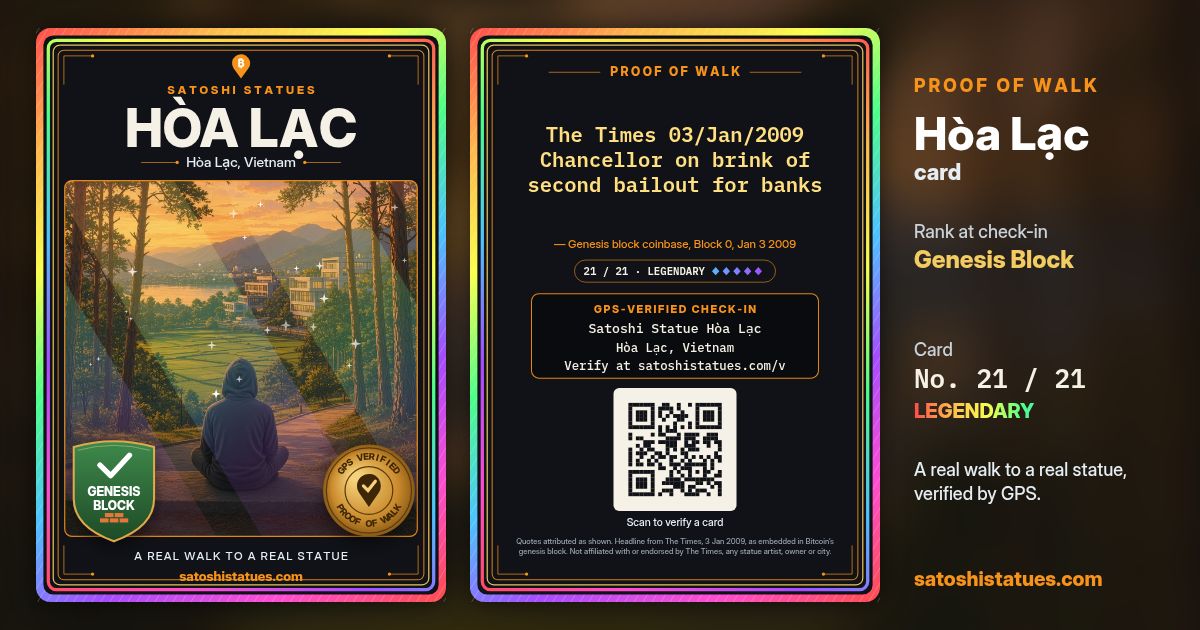 SATOSHI STATUES
HÒA LẠC
Hòa Lạc, Vietnam
GENESIS
BLOCK
GPS VERIFIED
PROOF OF WALK
A REAL WALK TO A REAL STATUE
satoshistatues.com
PROOF OF WALK
The Times 03/Jan/2009
Chancellor on brink of
second bailout for banks
— Genesis block coinbase, Block 0, Jan 3 2009
21 / 21 · LEGENDARY ◆◆◆◆◆
GPS-VERIFIED CHECK-IN
Satoshi Statue Hòa Lạc
Hòa Lạc, Vietnam
Verify at satoshistatues.com/v
Scan to verify a card
Quotes attributed as shown. Headline from The Times, 3 Jan 2009, as embedded in Bitcoin's
genesis block. Not affiliated with or endorsed by The Times, any statue artist, owner or city.
PROOF OF WALK
Hòa Lạc
card
Rank at check-in
Genesis Block
Card
No. 21 / 21
LEGENDARY
A real walk to a real statue,
verified by GPS.
satoshistatues.com